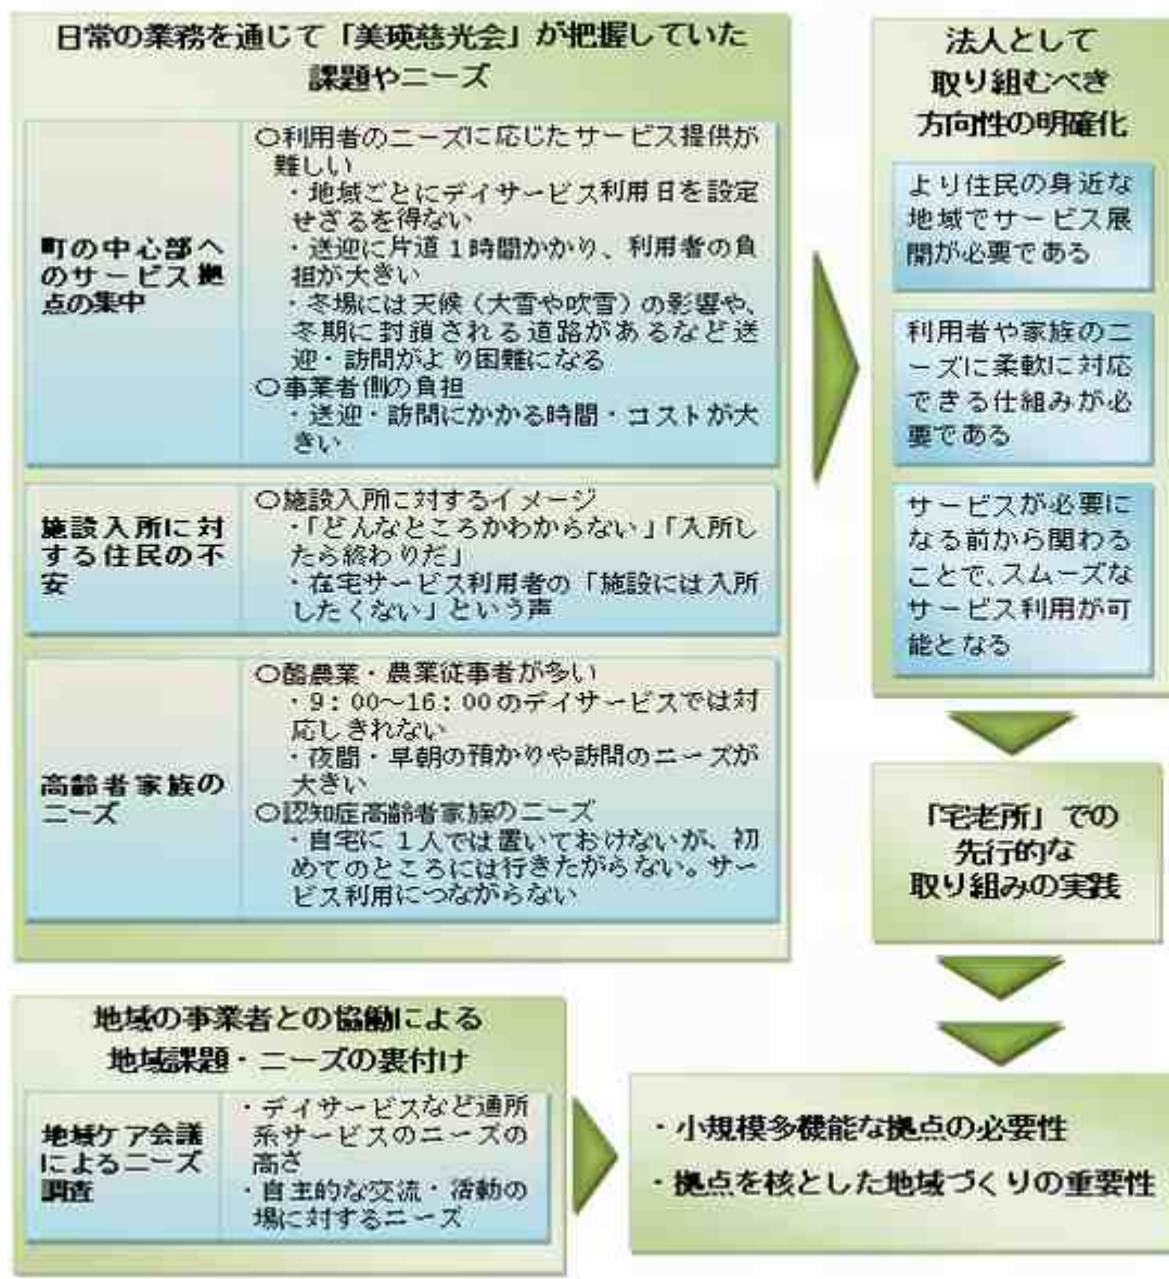 日常の業務を通じて「美瑛慈光会」が把握していた
課題やニーズ
町の中心部へ
のサービス拠
点の集中
○利用者のニーズに応じたサービス提供が
難しい
・地域ごとにデイサービス利用日を設定
せざるを得ない
・送迎に片道1時間かかり、利用者の負
担が大きい
・冬場には天候（大雪や吹雪）の影響や、
冬期に封鎖される道路があるなど送
迎・訪問がより困難になる
○事業者側の負担
・送迎・訪問にかかる時間・コストが大
きい
施設入所に対
する住民の不
安
○施設入所に対するイメージ
・「どんなところかわからない」「入所し
たら終わりだ」
・在宅サービス利用者の「施設には入所
したくない」という声
高齢者家族の
ニーズ
○酪農業・農業従事者が多い
・9：00～16：00のデイサービスでは対
応しきれない
・夜間・早朝の預かりや訪問のニーズが
大きい
○認知症高齢者家族のニーズ
・自宅に1人では置いておけないが、初
めてのところには行きたがらない。サー
ビス利用につながらない
法人として
取り組むべき
方向性の明確化
より住民の身近な
地域でサービス展
開が必要である
利用者や家族のニ
ーズに柔軟に対応
できる仕組みが必
要である
サービスが必要に
なる前から関わる
ことで、スムーズな
サービス利用が可
能となる
「宅老所」での
先行的な
取り組みの実践
地域の事業者との協働による
地域課題・ニーズの裏付け
地域ケア会議
によるニーズ
調査
・デイサービスなど通所
系サービスのニーズの
高さ
・自主的な交流・活動の
場に対するニーズ
・小規模多機能な拠点の必要性
・拠点を核とした地域づくりの重要性